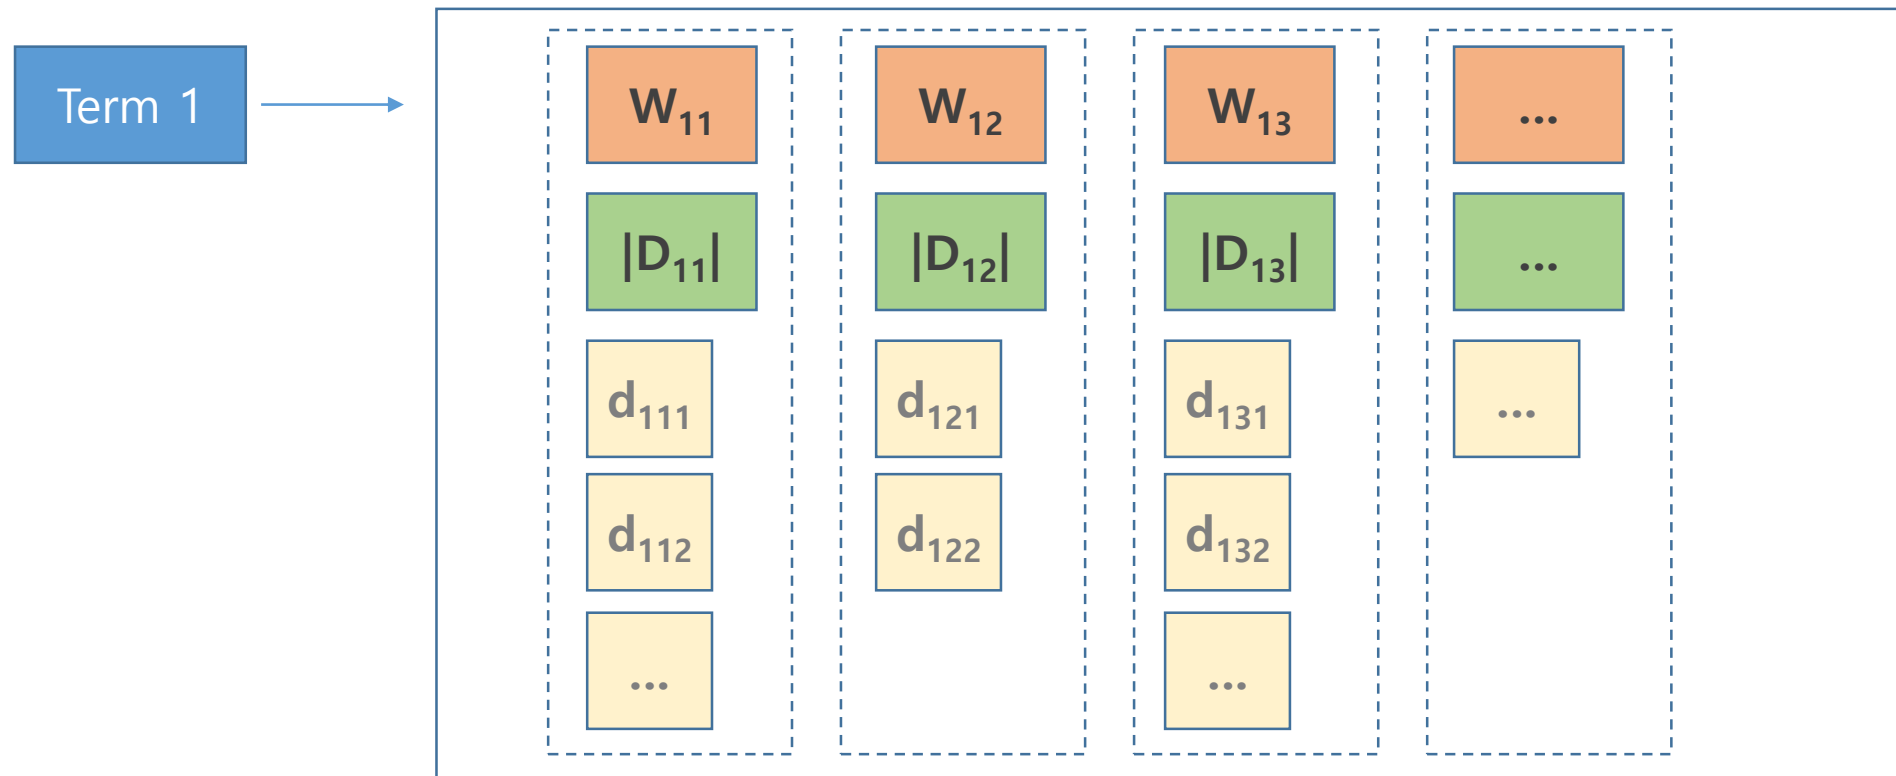 Term 1
W₁₁ W₁₂ W₁₃ ...
|D₁₁| |D₁₂| |D₁₃| ...
d₁₁₁ d₁₂₁ d₁₃₁ ...
d₁₁₂ d₁₂₂ d₁₃₂
... ...